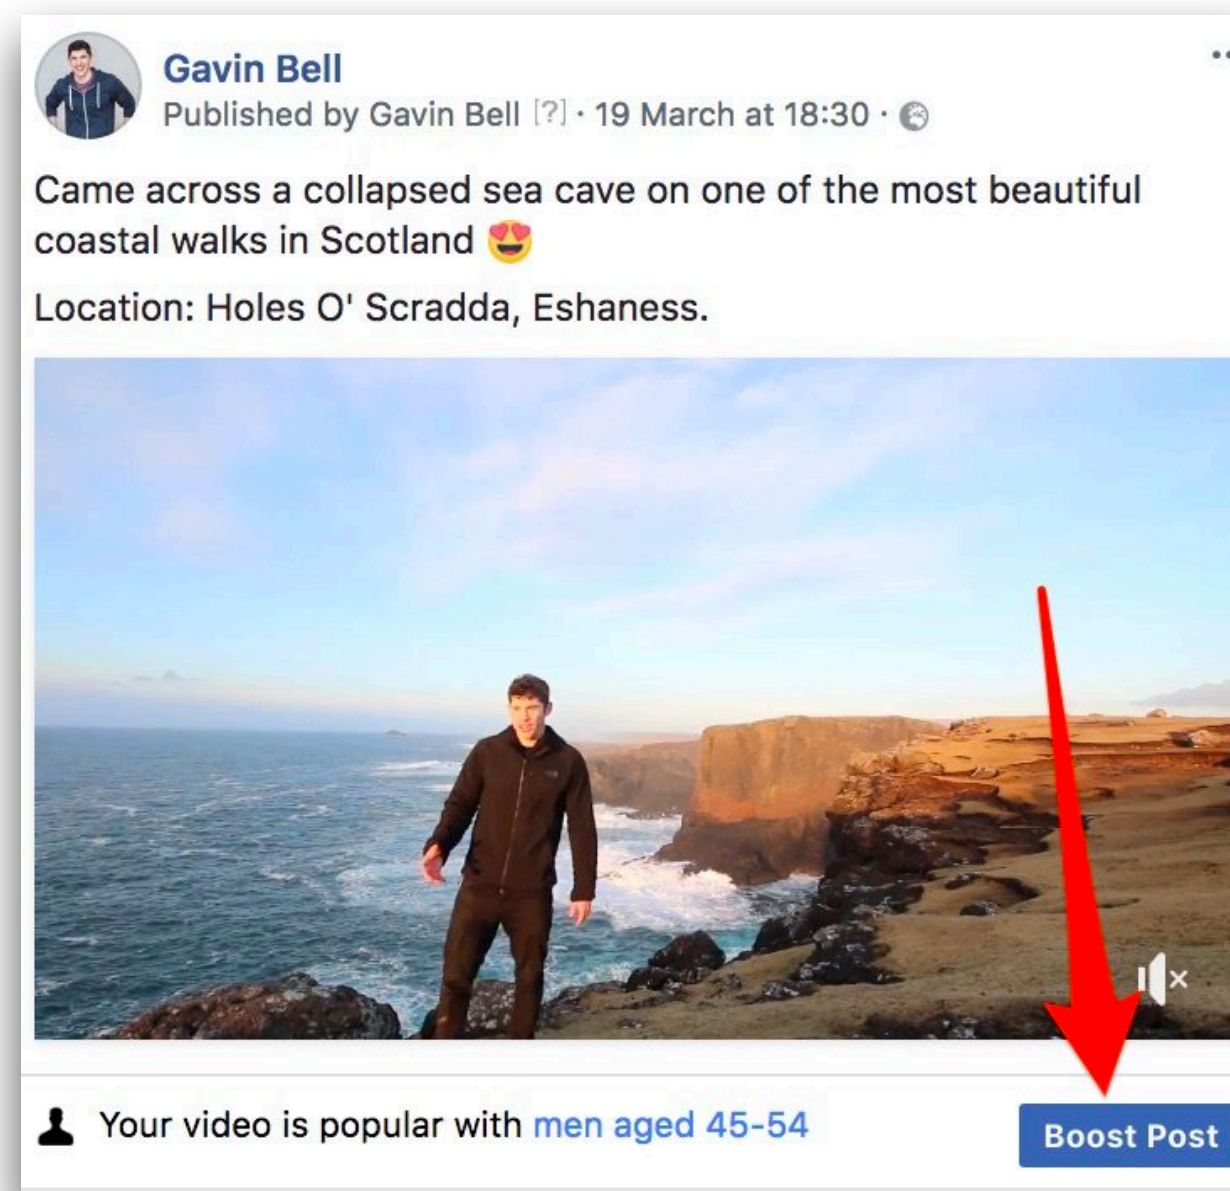 Gavin Bell
Published by Gavin Bell [?] · 19 March at 18:30 ·
Came across a collapsed sea cave on one of the most beautiful
coastal walks in Scotland 😍
Location: Holes O' Scradda, Eshaness.
Your video is popular with men aged 45-54
Boost Post